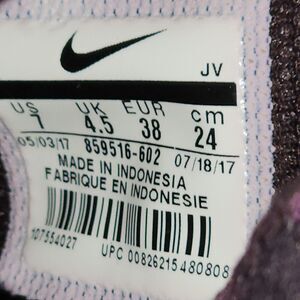 JV
US UK EUR cm
1 4.5 38 24
05/03/17 859516-602 07/18/17
MADE IN INDONESIA
FABRIQUE EN INDONESIE
107554027
UPC 00826215480808